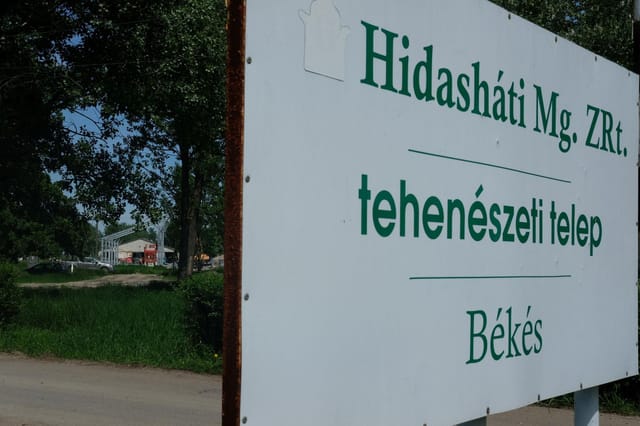 Hidasháti Mg. ZRt.
tehenészeti telep
Békés